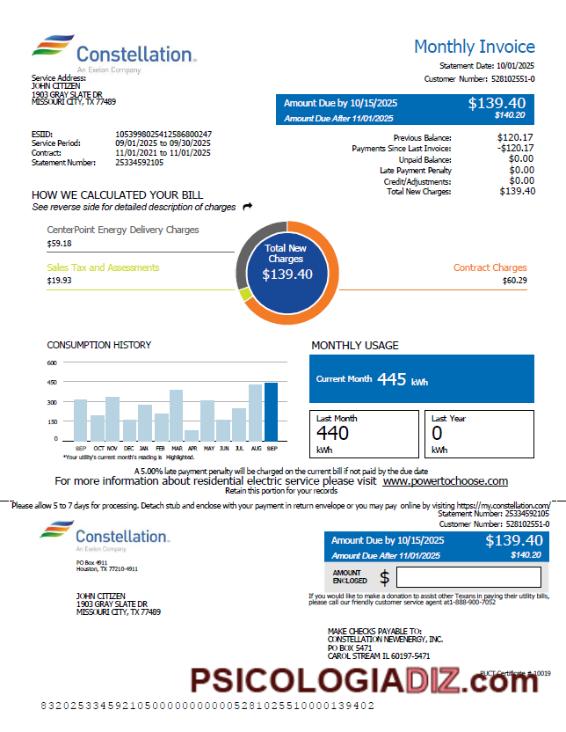 Constellation
An Exelon Company
Monthly Invoice
Statement Date: 10/01/2025
Customer Number: 528102551-0
Service Address:
JOHN CITIZEN
1903 GRAY SLATE DR
MISSOURI CITY, TX 77489
Amount Due by 10/15/2025 $139.40
Amount Due After 11/01/2025 $140.20
ESIID: 1053998025412586800247
Service Period: 09/01/2025 to 09/30/2025
Contract: 11/01/2021 to 11/01/2025
Statement Number: 25334592105
Previous Balance: $120.17
Payments Since Last Invoice: -$120.17
Unpaid Balance: $0.00
Late Payment Penalty $0.00
Credit/Adjustments: $0.00
Total New Charges: $139.40
HOW WE CALCULATED YOUR BILL
See reverse side for detailed description of charges
CenterPoint Energy Delivery Charges
$59.18
Sales Tax and Assessments
$19.93
Total New
Charges
$139.40
Contract Charges
$60.29
CONSUMPTION HISTORY
600
450
300
150
0
SEP OCT NOV DEC JAN FEB MAR APR MAY JUN JUL AUG SEP
*Your utility's current month's reading is Highlighted.
MONTHLY USAGE
Current Month 445 kWh
Last Month
440
kWh
Last Year
0
kWh
A 5.00% late payment penalty will be charged on the current bill if not paid by the due date
For more information about residential electric service please visit www.powertochoose.com
Retain this portion for your records
Please allow 5 to 7 days for processing. Detach stub and enclose with your payment in return envelope or you may pay online by visiting https://my.constellation.com/
Statement Number: 25334592105
Customer Number: 528102551-0
Constellation
An Exelon Company
PO Box 4911
Houston, TX 77210-4911
Amount Due by 10/15/2025 $139.40
Amount Due After 11/01/2025 $140.20
AMOUNT
ENCLOSED $
If you would like to make a donation to assist other Texans in paying their utility bills,
please call our friendly customer service agent at1-888-900-7052
JOHN CITIZEN
1903 GRAY SLATE DR
MISSOURI CITY, TX 77489
MAKE CHECKS PAYABLE TO:
CONSTELLATION NEWENERGY, INC.
PO BOX 5471
CAROL STREAM IL 60197-5471
PUCT Certificate # 10019
PSICOLOGIADIZ.com
832025334592105000000000000528102551000013940​2